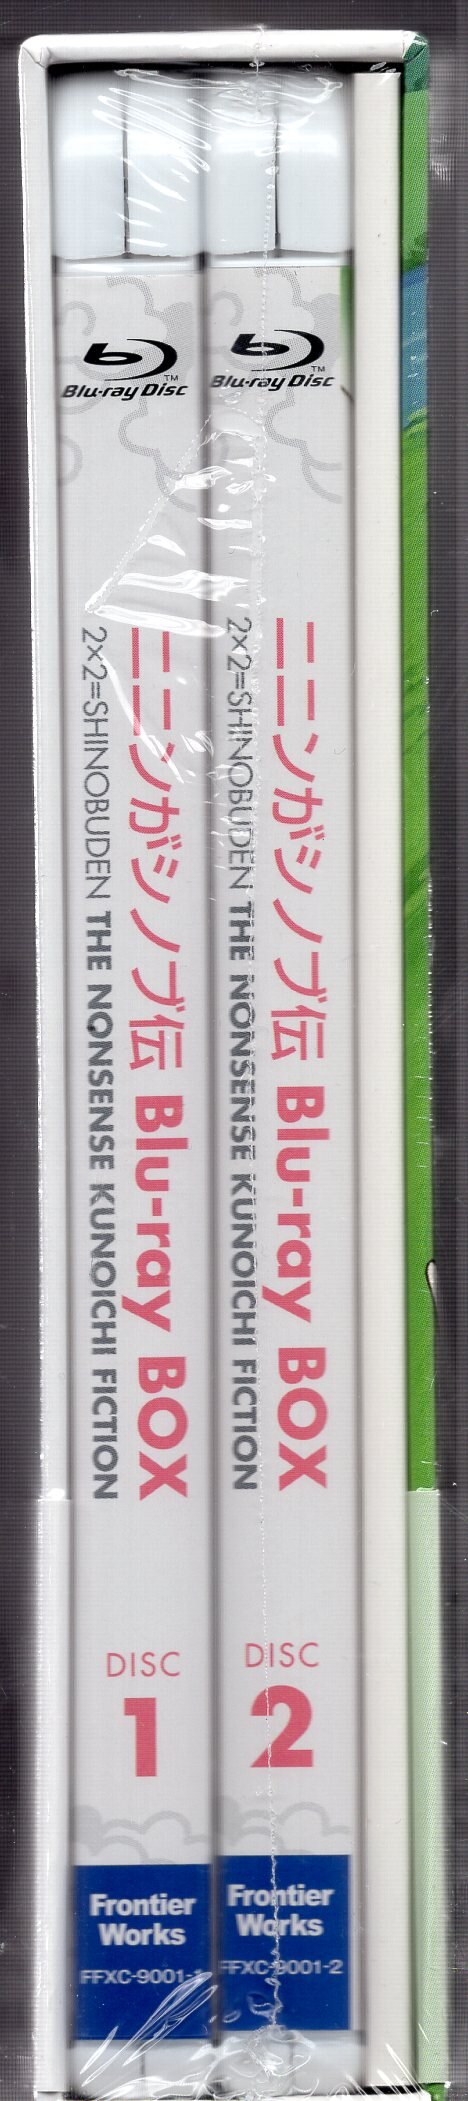 Blu-ray Disc™
ニニンがシノブ伝 Blu-ray BOX
2×2=SHINOBUDEN THE NONSENSE KUNOICHI FICTION
DISC
1
Frontier
Works
FFXC-9001-1
Blu-ray Disc™
ニニンがシノブ伝 Blu-ray BOX
2×2=SHINOBUDEN THE NONSENSE KUNOICHI FICTION
DISC
2
Frontier
Works
FFXC-9001-2